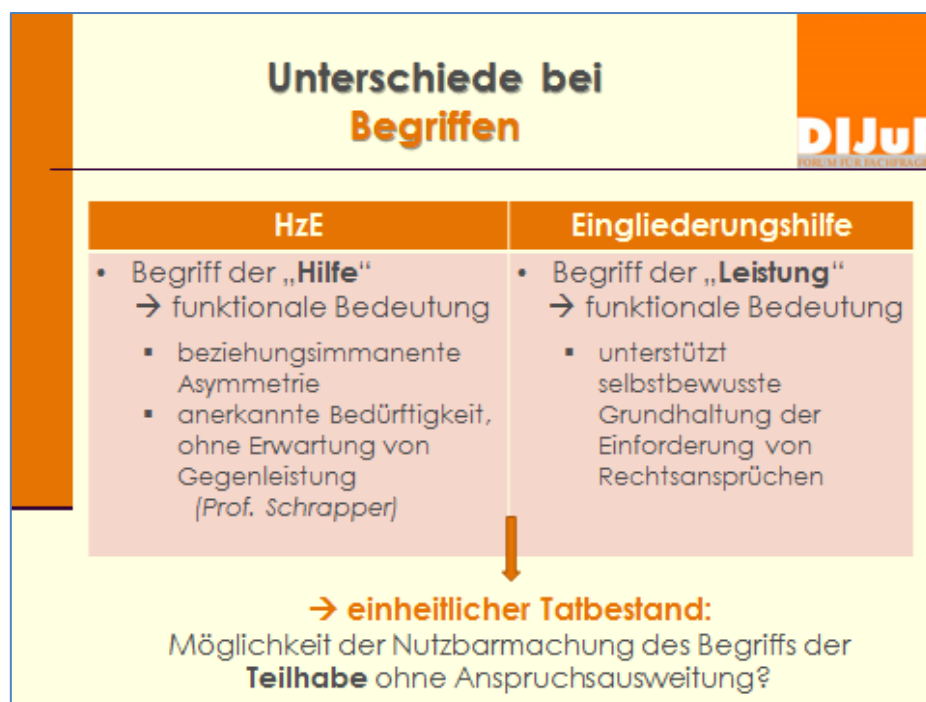 Unterschiede bei
Begriffen
DIJuF
FORUM FÜR FACHFRAGE
HzE
Eingliederungshilfe
• Begriff der „Hilfe“
→ funktionale Bedeutung
▪ beziehungsimmanente
Asymmetrie
▪ anerkannte Bedürftigkeit,
ohne Erwartung von
Gegenleistung
(Prof. Schrapper)
• Begriff der „Leistung“
→ funktionale Bedeutung
▪ unterstützt
selbstbewusste
Grundhaltung der
Einforderung von
Rechtsansprüchen
→ einheitlicher Tatbestand:
Möglichkeit der Nutzbarmachung des Begriffs der
Teilhabe ohne Anspruchsausweitung?